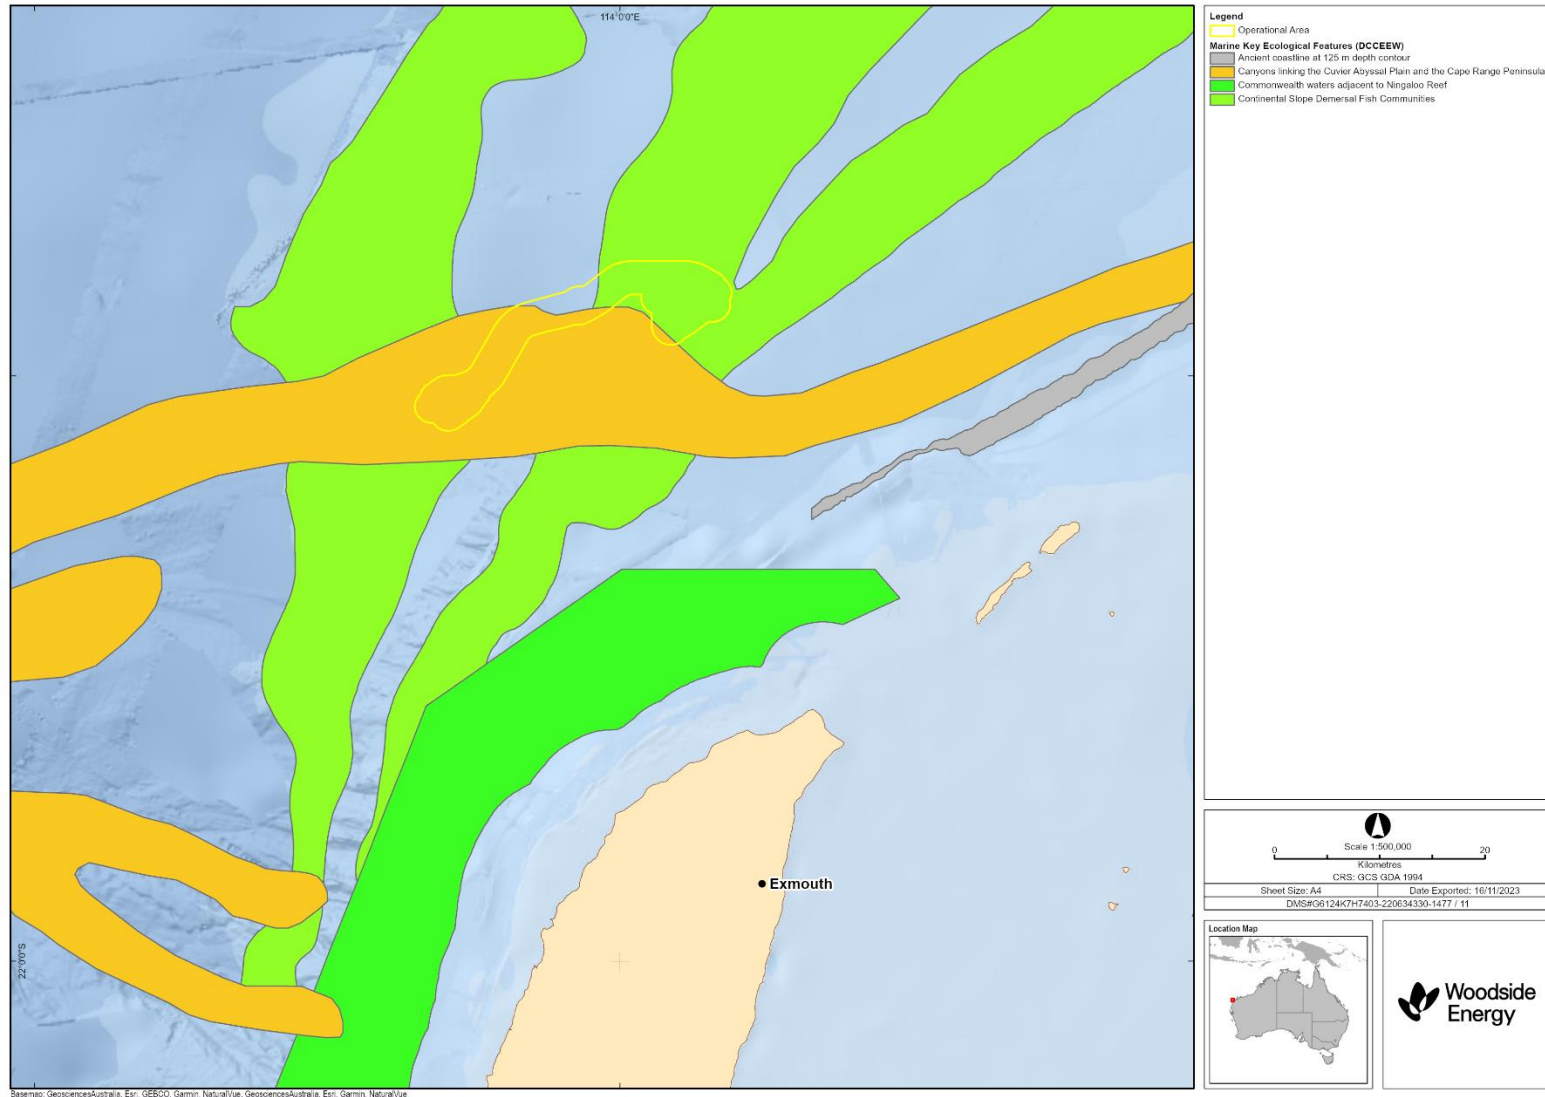 114°0'0"E
22°0'0"S
Exmouth
Basemap: GeosciencesAustralia, Esri, GEBCO, Garmin, NaturalVue, GeosciencesAustralia, Esri, Garmin, NaturalVue
Legend
Operational Area
Marine Key Ecological Features (DCCEEW)
Ancient coastline at 125 m depth contour
Canyons linking the Cuvier Abyssal Plain and the Cape Range Peninsula
Commonwealth waters adjacent to Ningaloo Reef
Continental Slope Demersal Fish Communities
Scale 1:500,000
0 20
Kilometres
CRS: GCS GDA 1994
Sheet Size: A4 Date Exported: 16/11/2023
DMS#G6124K7H7403-220634330-1477 / 11
Location Map
Woodside
Energy